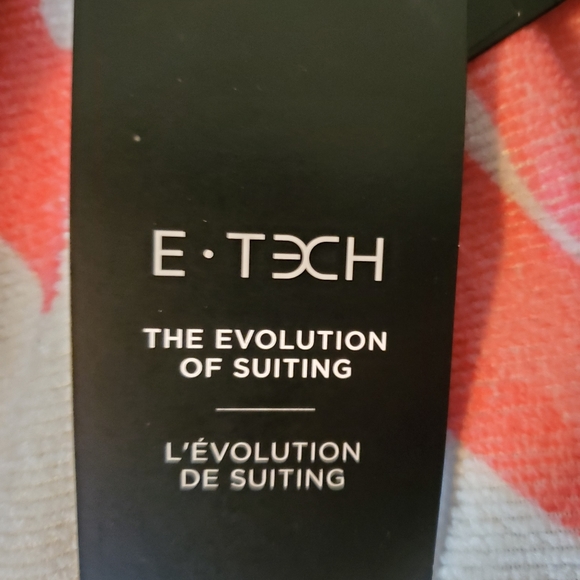 E·TECH
THE EVOLUTION
OF SUITING
L'ÉVOLUTION
DE SUITING